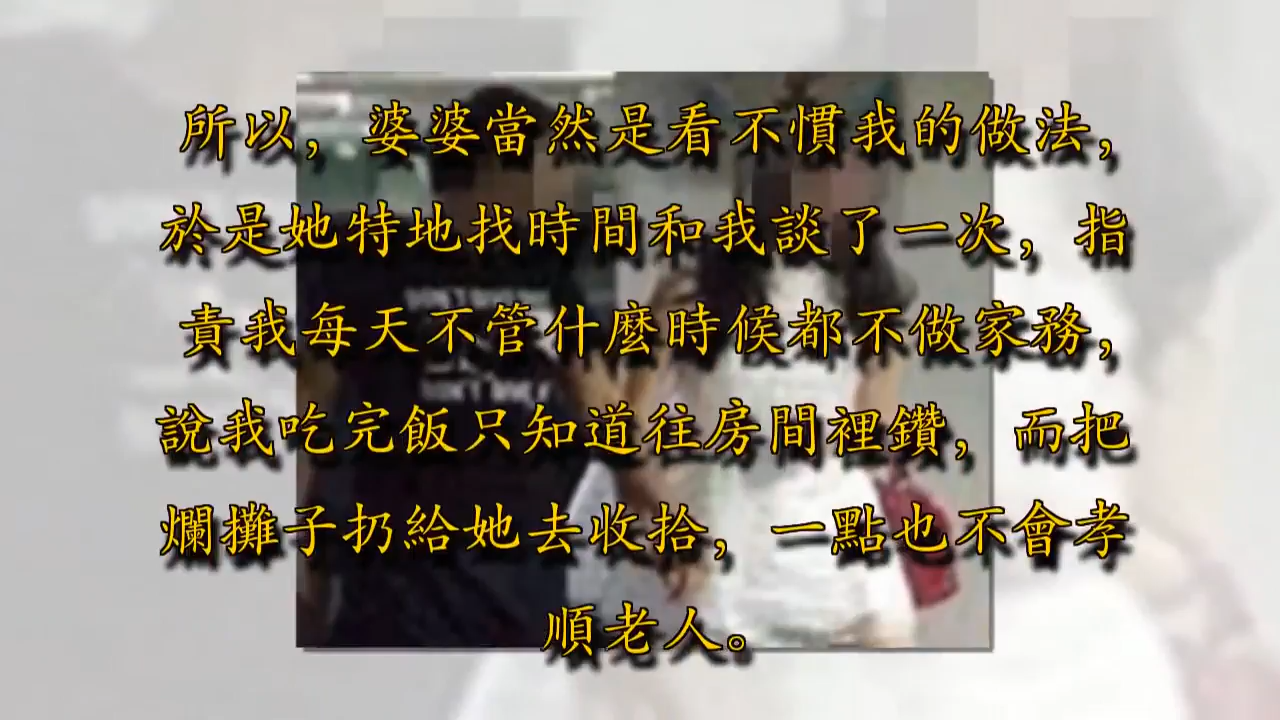 所以，婆婆當然是看不慣我的做法，
於是她特地找時間和我談了一次，指
責我每天不管什麼時候都不做家務，
說我吃完飯只知道往房間裡鑽，而把
爛攤子扔給她去收拾，一點也不會孝
順老人。